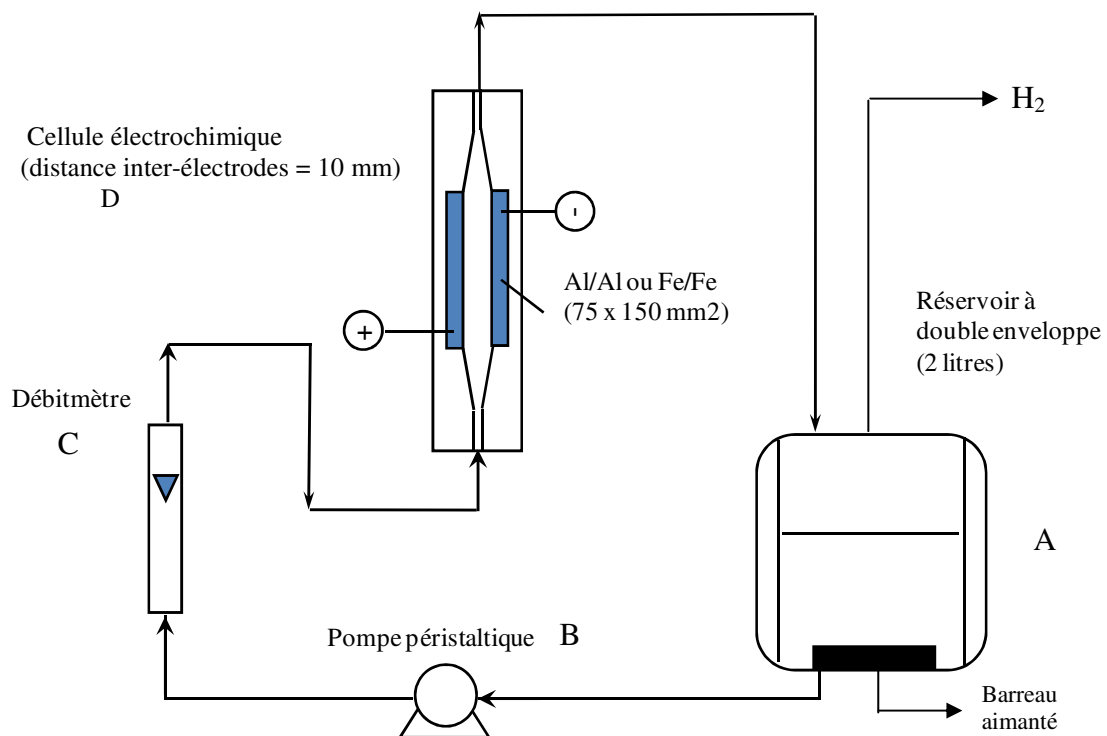 H2
Cellule électrochimique
(distance inter-électrodes = 10 mm)
D
-
Al/Al ou Fe/Fe
(75 x 150 mm2)
+
Réservoir à
double enveloppe
(2 litres)
Débitmètre
C
A
Pompe péristaltique B
Barreau
aimanté